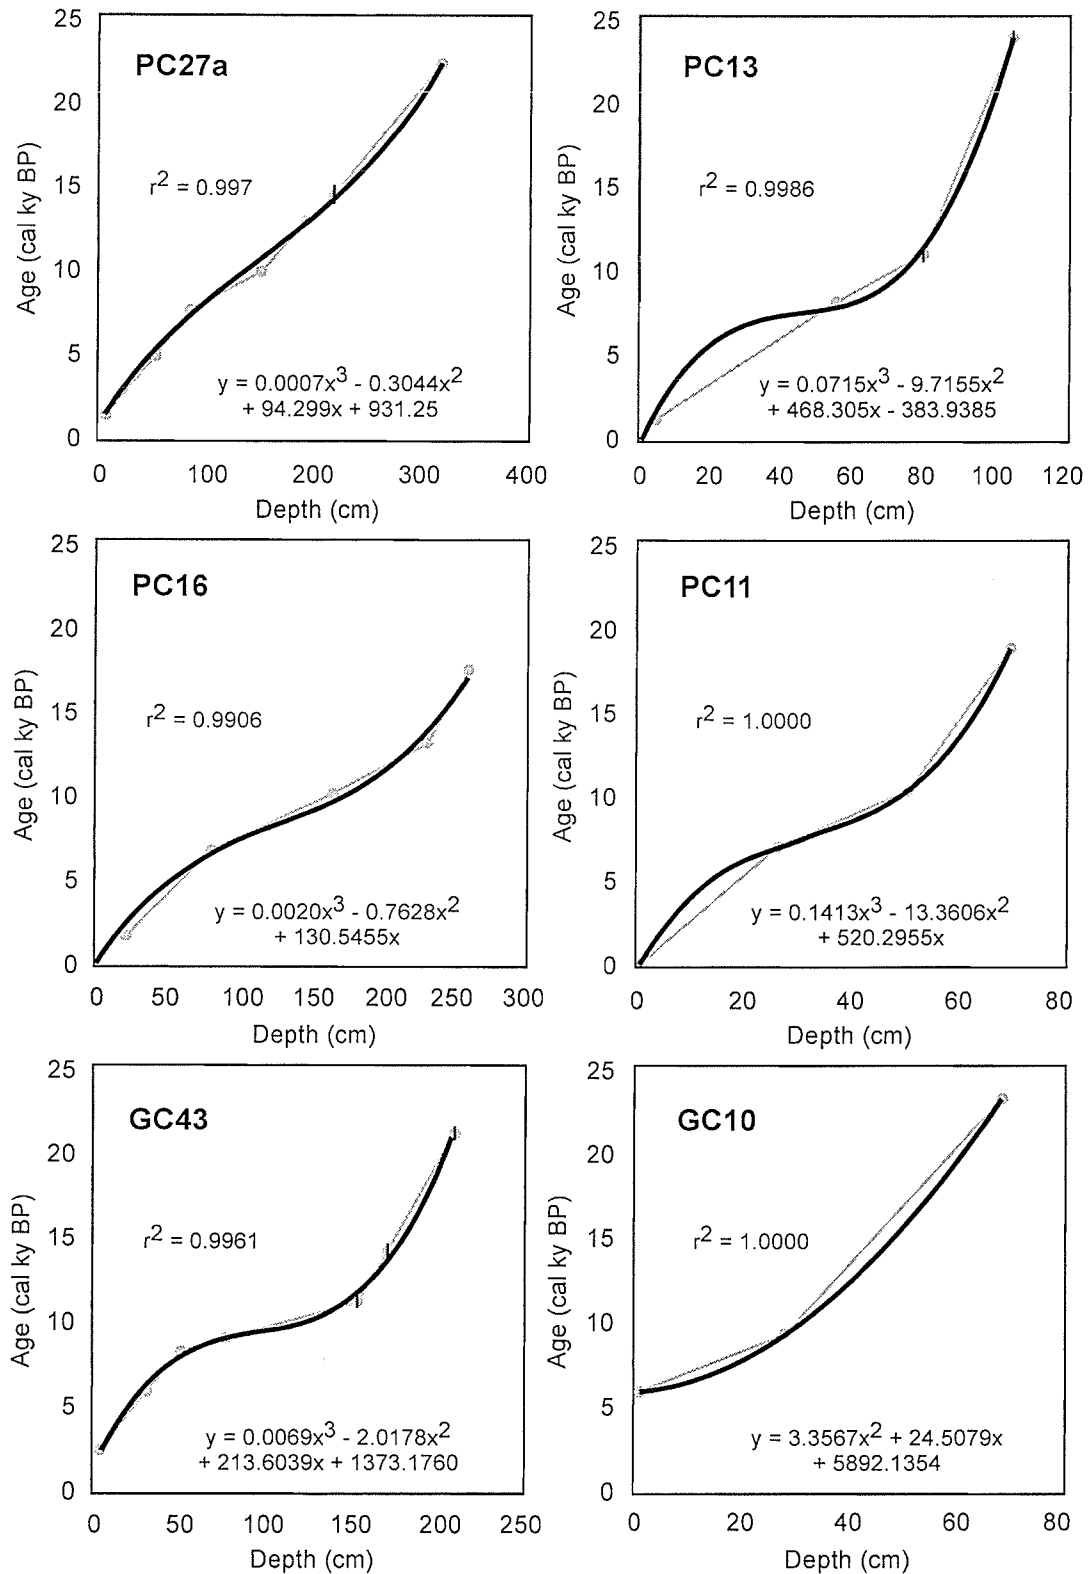 25
20
15
10
5
0
Age (cal ky BP)
PC27a
r² = 0.997
y = 0.0007x³ - 0.3044x²
+ 94.299x + 931.25
0 100 200 300 400
Depth (cm)
25
20
15
10
5
0
Age (cal ky BP)
PC13
r² = 0.9986
y = 0.0715x³ - 9.7155x²
+ 468.305x - 383.9385
0 20 40 60 80 100 120
Depth (cm)
25
20
15
10
5
0
Age (cal ky BP)
PC16
r² = 0.9906
y = 0.0020x³ - 0.7628x²
+ 130.5455x
0 50 100 150 200 250 300
Depth (cm)
25
20
15
10
5
0
Age (cal ky BP)
PC11
r² = 1.0000
y = 0.1413x³ - 13.3606x²
+ 520.2955x
0 20 40 60 80
Depth (cm)
25
20
15
10
5
0
Age (cal ky BP)
GC43
r² = 0.9961
y = 0.0069x³ - 2.0178x²
+ 213.6039x + 1373.1760
0 50 100 150 200 250
Depth (cm)
25
20
15
10
5
0
Age (cal ky BP)
GC10
r² = 1.0000
y = 3.3567x² + 24.5079x
+ 5892.1354
0 20 40 60 80
Depth (cm)